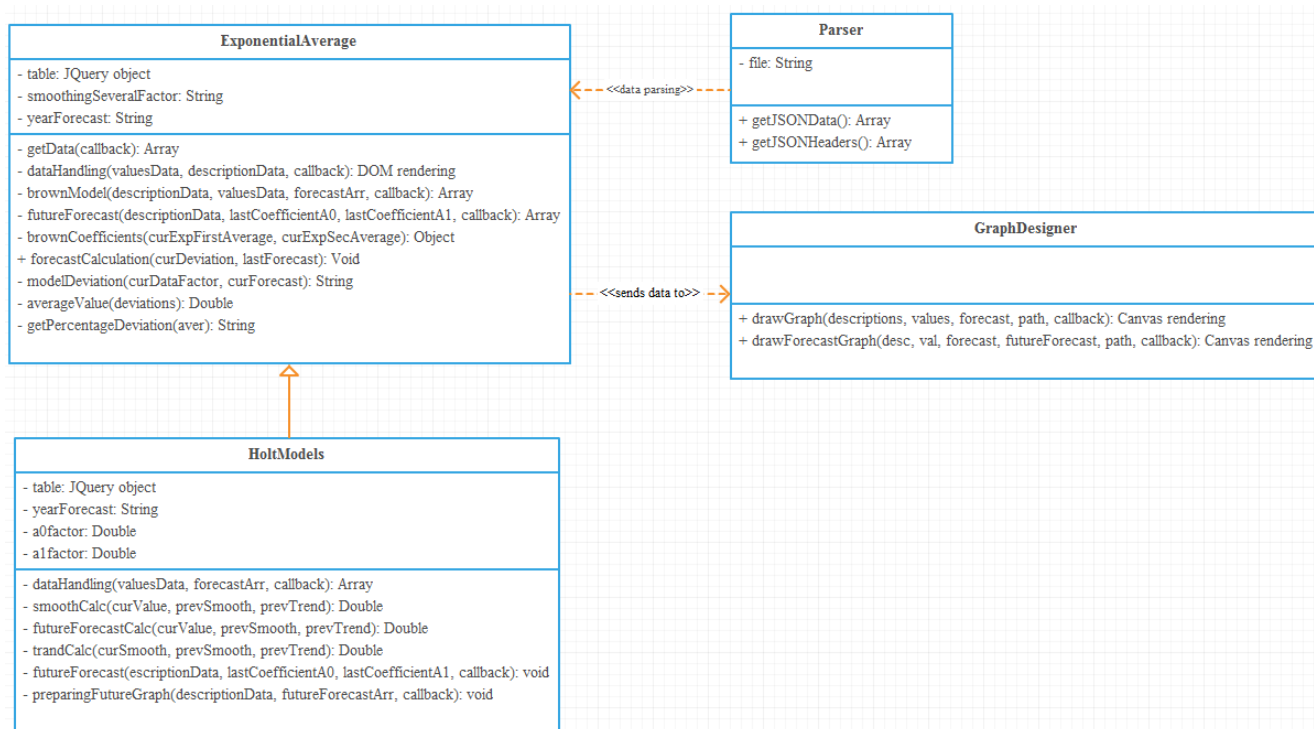 ExponentialAverage
- table: JQuery object
- smoothingSeveralFactor: String
- yearForecast: String
- getData(callback): Array
- dataHandling(valuesData, descriptionData, callback): DOM rendering
- brownModel(descriptionData, valuesData, forecastArr, callback): Array
- futureForecast(descriptionData, lastCoefficientA0, lastCoefficientA1, callback): Array
- brownCoefficients(curExpFirstAverage, curExpSecAverage): Object
+ forecastCalculation(curDeviation, lastForecast): Void
- modelDeviation(curDataFactor, curForecast): String
- averageValue(deviations): Double
- getPercentageDeviation(aver): String
<<data parsing>>
Parser
- file: String
+ getJSONData(): Array
+ getJSONHeaders(): Array
<<sends data to>>
GraphDesigner
+ drawGraph(descriptions, values, forecast, path, callback): Canvas rendering
+ drawForecastGraph(desc, val, forecast, futureForecast, path, callback): Canvas rendering
HoltModels
- table: JQuery object
- yearForecast: String
- a0factor: Double
- a1factor: Double
- dataHandling(valuesData, forecastArr, callback): Array
- smoothCalc(curValue, prevSmooth, prevTrend): Double
- futureForecastCalc(curValue, prevSmooth, prevTrend): Double
- trandCalc(curSmooth, prevSmooth, prevTrend): Double
- futureForecast(escriptionData, lastCoefficientA0, lastCoefficientA1, callback): void
- preparingFutureGraph(descriptionData, futureForecastArr, callback): void